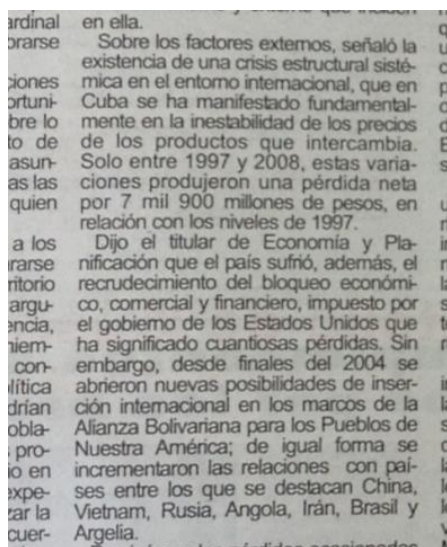 en ella.
Sobre los factores externos, señaló la
existencia de una crisis estructural sisté-
mica en el entorno internacional, que en
Cuba se ha manifestado fundamental-
mente en la inestabilidad de los precios
de los productos que intercambia.
Solo entre 1997 y 2008, estas varia-
ciones produjeron una pérdida neta
por 7 mil 900 millones de pesos, en
relación con los niveles de 1997.
Dijo el titular de Economía y Pla-
nificación que el país sufrió, además, el
recrudecimiento del bloqueo económi-
co, comercial y financiero, impuesto por
el gobierno de los Estados Unidos que
ha significado cuantiosas pérdidas. Sin
embargo, desde finales del 2004 se
abrieron nuevas posibilidades de inser-
ción internacional en los marcos de la
Alianza Bolivariana para los Pueblos de
Nuestra América; de igual forma se
incrementaron las relaciones con paí-
ses entre los que se destacan China,
Vietnam, Rusia, Angola, Irán, Brasil y
Argelia.